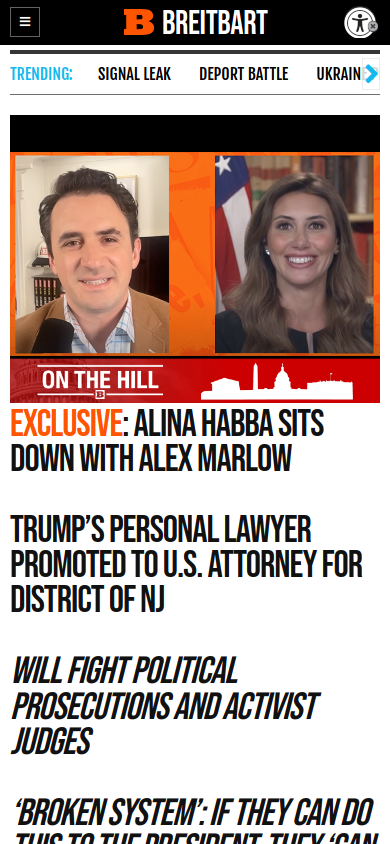 BREITBART
TRENDING:
SIGNAL LEAK
DEPORT BATTLE
UKRAIN
ON THE HILL
B
EXCLUSIVE: ALINA HABBA SITS
DOWN WITH ALEX MARLOW
TRUMP’S PERSONAL LAWYER
PROMOTED TO U.S. ATTORNEY FOR
DISTRICT OF NJ
WILL FIGHT POLITICAL
PROSECUTIONS AND ACTIVIST
JUDGES
‘BROKEN SYSTEM’: IF THEY CAN DO
THIS TO THE PRESIDENT, THEY ‘CAN